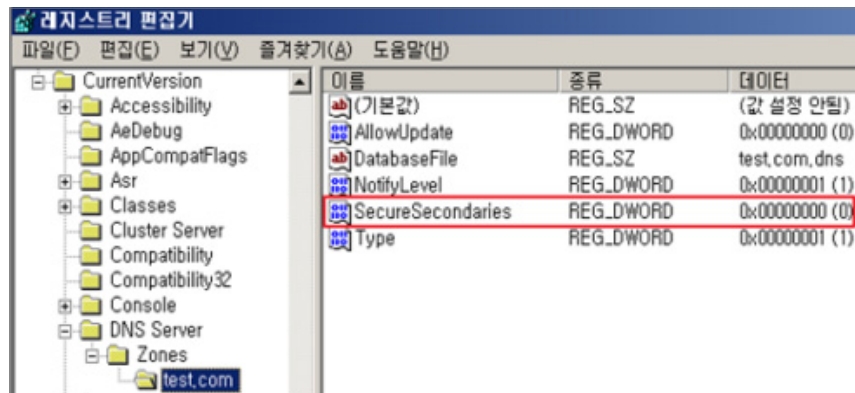 레지스트리 편집기
파일(F) 편집(E) 보기(V) 즐겨찾기(A) 도움말(H)
CurrentVersion
Accessibility
AeDebug
AppCompatFlags
Asr
Classes
Cluster Server
Compatibility
Compatibility32
Console
DNS Server
Zones
test.com
이름 종류 데이터
(기본값) REG_SZ (값 설정 안됨)
AllowUpdate REG_DWORD 0x00000000 (0)
DatabaseFile REG_SZ test.com.dns
NotifyLevel REG_DWORD 0x00000001 (1)
SecureSecondaries REG_DWORD 0x00000000 (0)
Type REG_DWORD 0x00000001 (1)